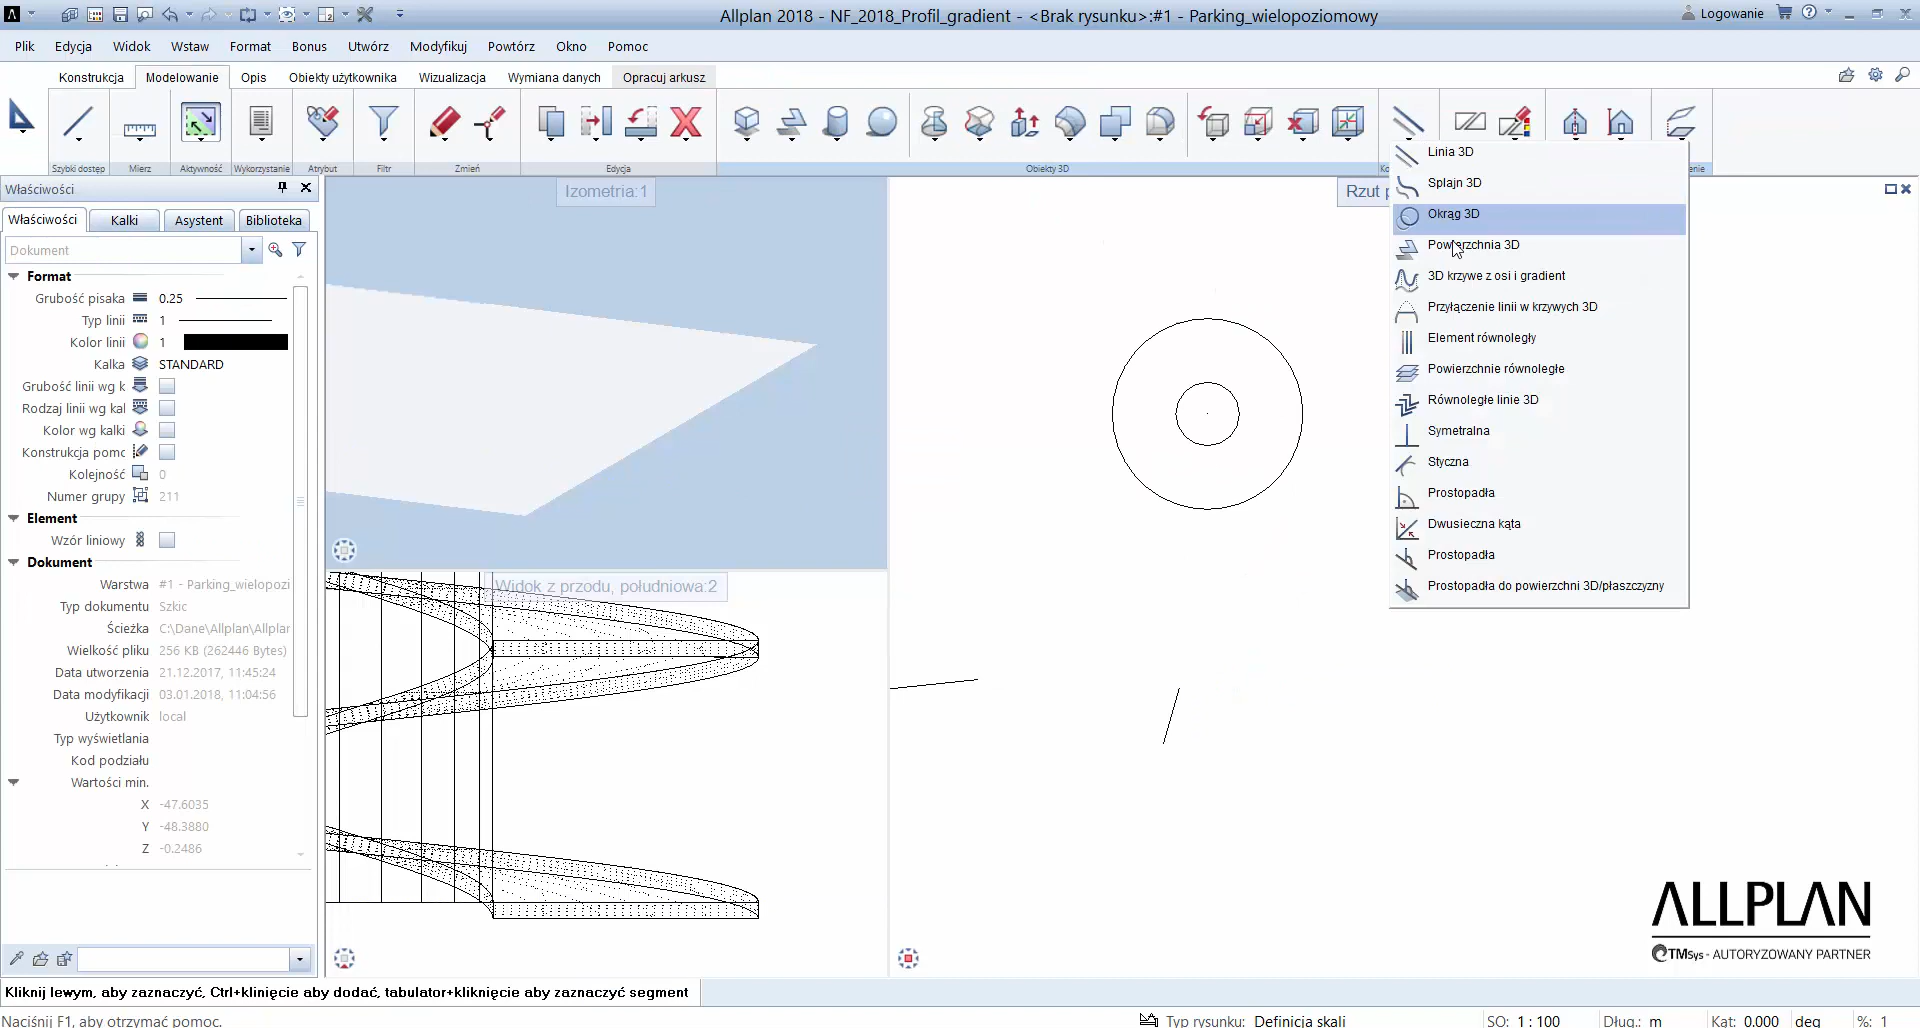 Allplan 2018 - NF_2018_Profil_gradient - <Brak rysunku>:#1 - Parking_wielopoziomowy
Logowanie
Plik Edycja Widok Wstaw Format Bonus Utwórz Modyfikuj Powtórz Okno Pomoc
Konstrukcja Modelowanie Opis Obiekty użytkownika Wizualizacja Wymiana danych Opracuj arkusz
Szybki dostęp Mierz Aktywność Wykorzystanie Atrybut Filtr Zmień Edycja Obiekty 3D
Właściwości
Właściwości Kalki Asystent Biblioteka
Dokument
Format
Grubość pisaka 0.25
Typ linii 1
Kolor linii 1
Kalka STANDARD
Grubość linii wg k
Rodzaj linii wg kal
Kolor wg kalki
Konstrukcja pomc
Kolejność 0
Numer grupy 211
Element
Wzór liniowy
Dokument
Warstwa #1 - Parking_wielopozi
Typ dokumentu Szkic
Ścieżka C:\Dane\Allplan\Allplar
Wielkość pliku 256 KB (262446 Bytes)
Data utworzenia 21.12.2017, 11:45:24
Data modyfikacji 03.01.2018, 11:04:56
Użytkownik local
Typ wyświetlania
Kod podziału
Wartości min.
X -47.6035
Y -48.3880
Z -0.2486
Izometria:1
Widok z przodu, południowa:2
Rzut
Linia 3D
Splajn 3D
Okrąg 3D
Powierzchnia 3D
3D krzywe z osi i gradient
Przyłączenie linii w krzywych 3D
Element równoległy
Powierzchnie równoległe
Równoległe linie 3D
Symetralna
Styczna
Prostopadła
Dwusieczna kąta
Prostopadła
Prostopadła do powierzchni 3D/płaszczyzny
ALLPLAN
TMSys - AUTORYZOWANY PARTNER
Kliknij lewym, aby zaznaczyć, Ctrl+klinięcie aby dodać, tabulator+kliknięcie aby zaznaczyć segment
Naciśnij F1, aby otrzymać pomoc.
Typ rysunku: Definicja skali SO: 1 : 100 Dług.: m Kąt: 0.000 deg %: 1